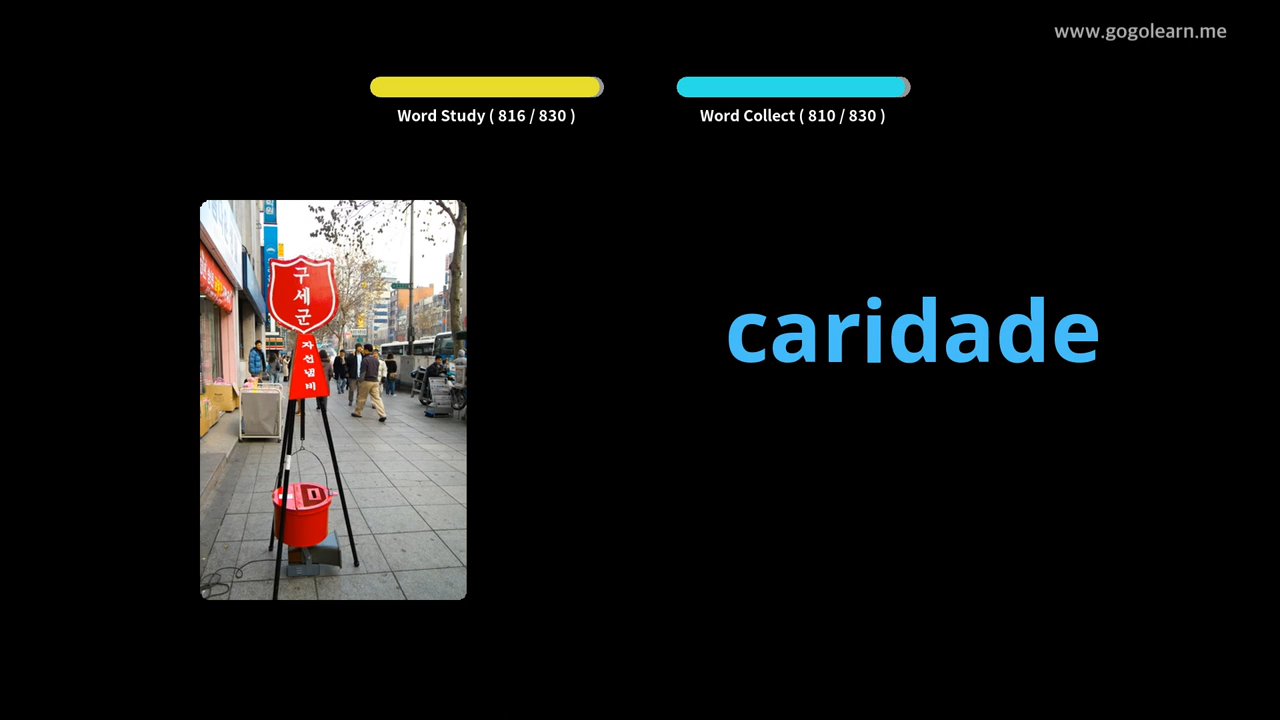 www.gogolearn.me
Word Study ( 816 / 830 )
Word Collect ( 810 / 830 )
구
세
군
자
선
냄
비
caridade